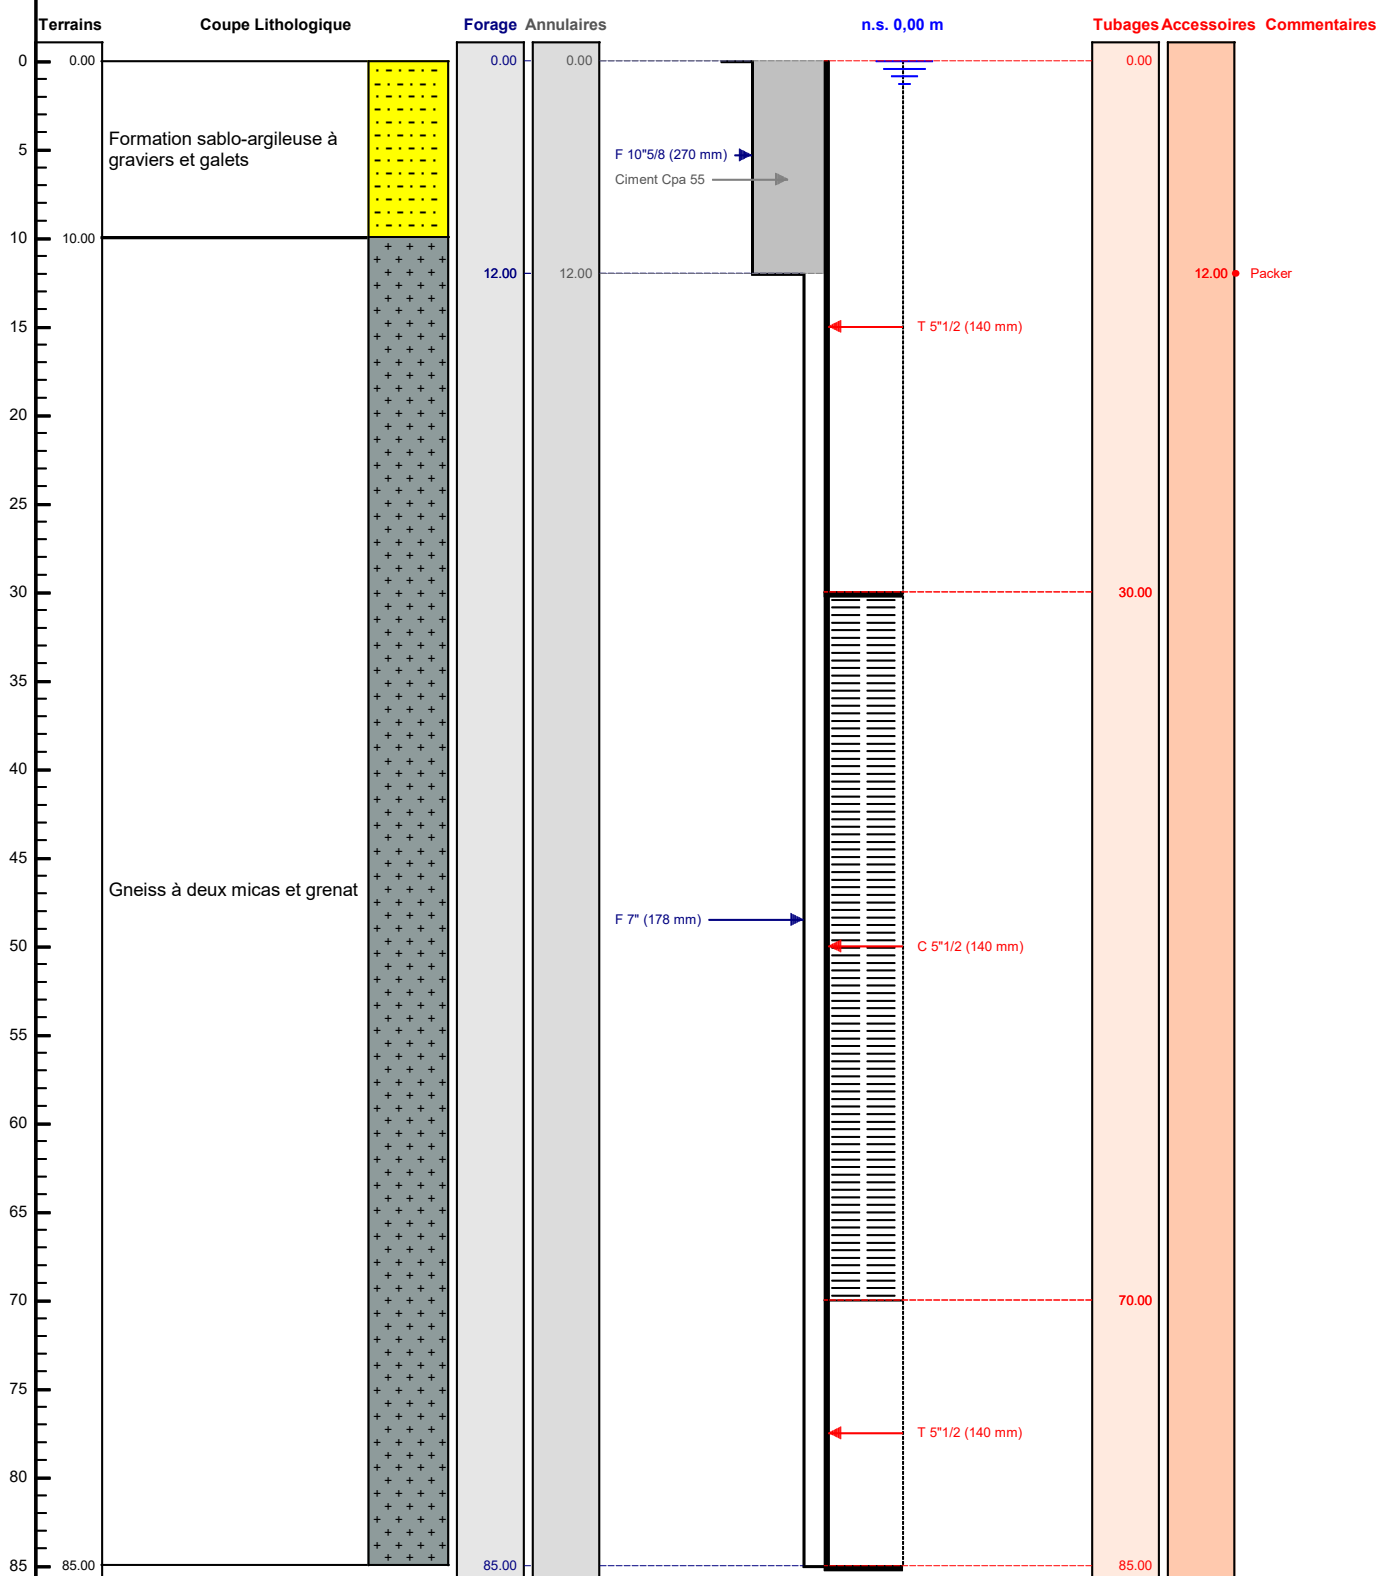 Terrains Coupe Lithologique Forage Annulaires n.s. 0,00 m Tubages Accessoires Commentaires
0 0.00 0.00 0.00 0.00
Formation sablo-argileuse à
graviers et galets
5
F 10"5/8 (270 mm)
Ciment Cpa 55
10 10.00
12.00 12.00 12.00 Packer
15 T 5"1/2 (140 mm)
20
25
30 30.00
35
40
45
Gneiss à deux micas et grenat
F 7" (178 mm)
50 C 5"1/2 (140 mm)
55
60
65
70 70.00
75
T 5"1/2 (140 mm)
80
85 85.00 85.00 85.00